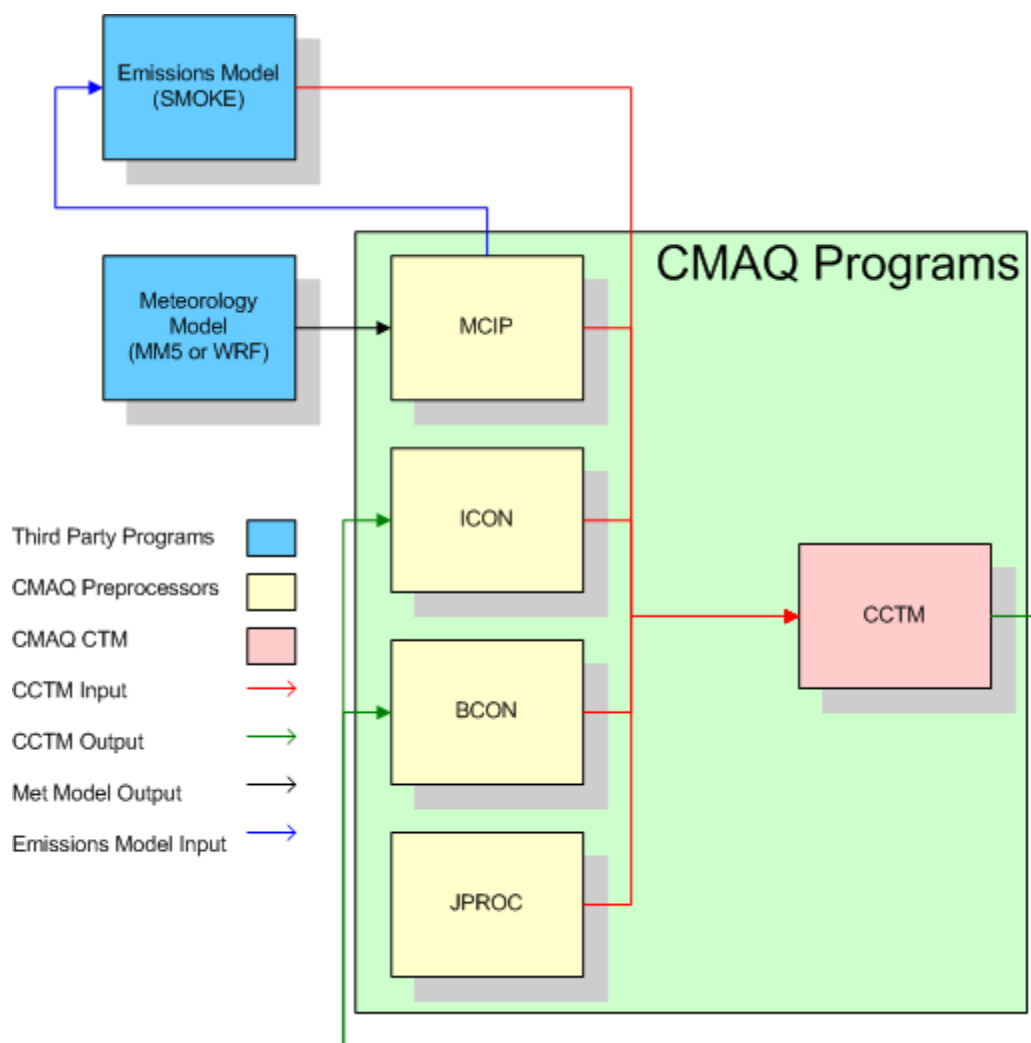 Emissions Model
(SMOKE)
CMAQ Programs
Meteorology
Model
(MM5 or WRF)
MCIP
ICON
Third Party Programs
CMAQ Preprocessors
CMAQ CTM
CCTM Input
CCTM Output
Met Model Output
Emissions Model Input
CCTM
BCON
JPROC